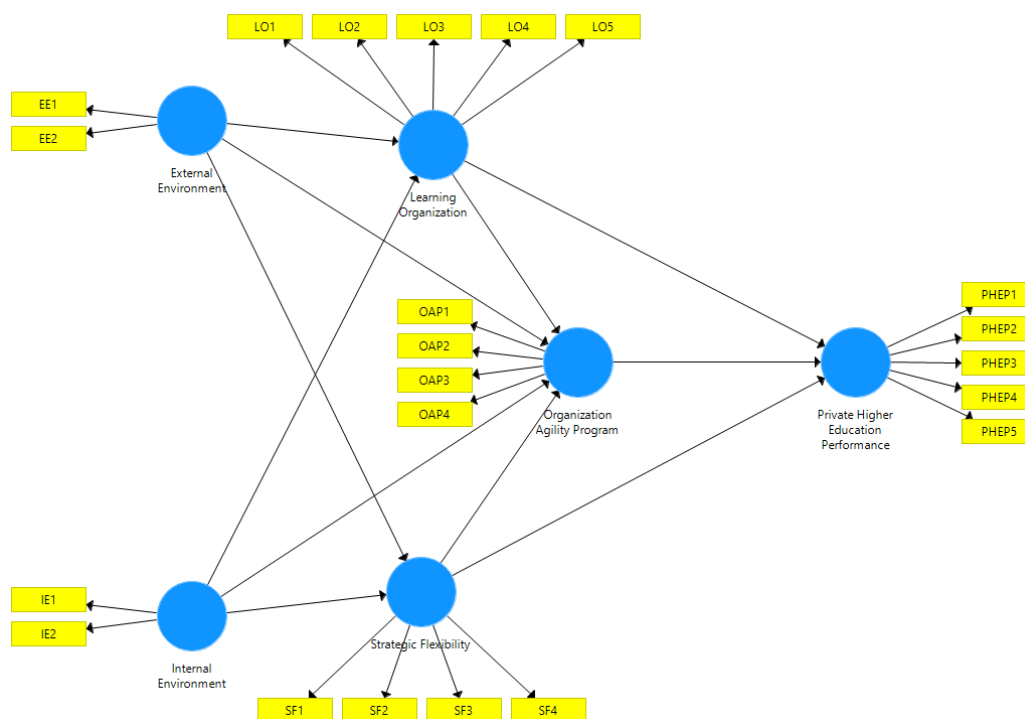 LO1
LO2
LO3
LO4
LO5
EE1
EE2
External
Environment
Learning
Organization
OAP1
OAP2
OAP3
OAP4
Organization
Agility Program
PHEP1
PHEP2
PHEP3
PHEP4
PHEP5
Private Higher
Education
Performance
IE1
IE2
Internal
Environment
Strategic Flexibility
SF1
SF2
SF3
SF4